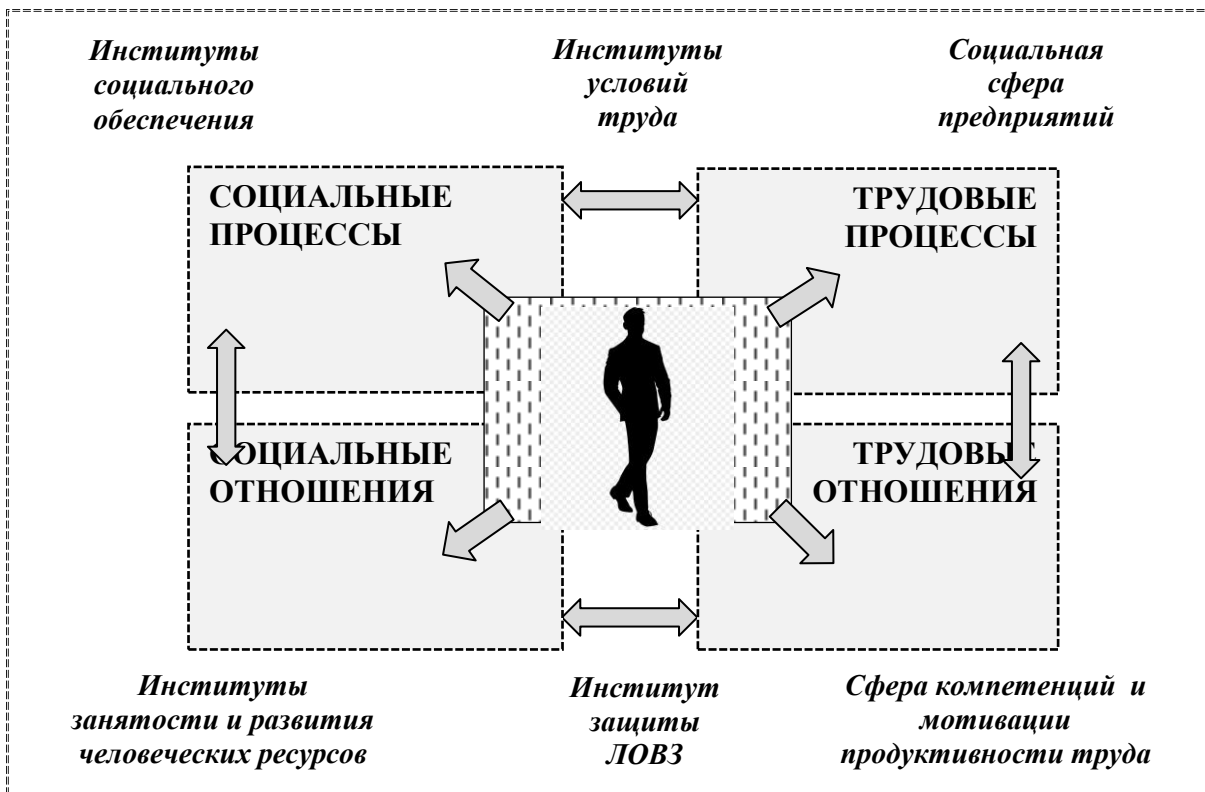 Институты
социального
обеспечения
Институты
условий
труда
Социальная
сфера
предприятий
СОЦИАЛЬНЫЕ
ПРОЦЕССЫ
ТРУДОВЫЕ
ПРОЦЕССЫ
СОЦИАЛЬНЫЕ
ОТНОШЕНИЯ
ТРУДОВЫЕ
ОТНОШЕНИЯ
Институты
занятости и развития
человеческих ресурсов
Институт
защиты
ЛОВЗ
Сфера компетенций и
мотивации
продуктивности труда